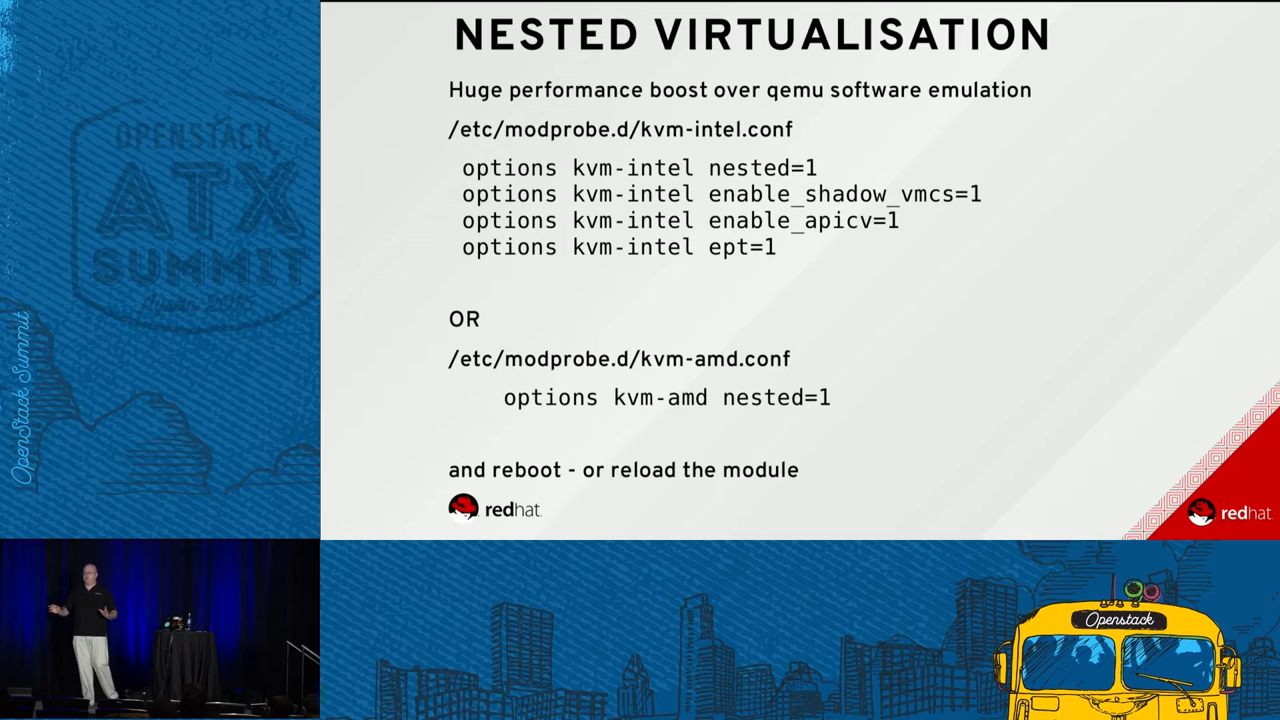 NESTED VIRTUALISATION
Huge performance boost over qemu software emulation
/etc/modprobe.d/kvm-intel.conf
options kvm-intel nested=1
options kvm-intel enable_shadow_vmcs=1
options kvm-intel enable_apicv=1
options kvm-intel ept=1
OR
/etc/modprobe.d/kvm-amd.conf
options kvm-amd nested=1
and reboot - or reload the module
redhat.
redhat.
OPENSTACK
ATX
SUMMIT
Austin 2016
OpenStack Summit
Openstack